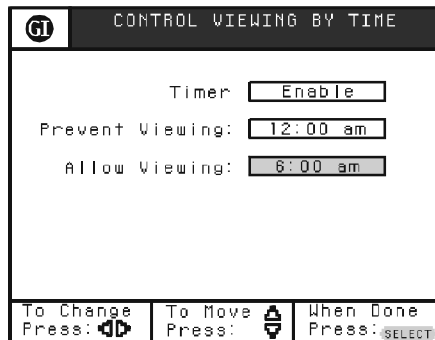 GI CONTROL VIEWING BY TIME
Timer Enable
Prevent Viewing: 12:00 am
Allow Viewing: 6:00 am
To Change
Press:
To Move
Press:
When Done
Press: SELECT